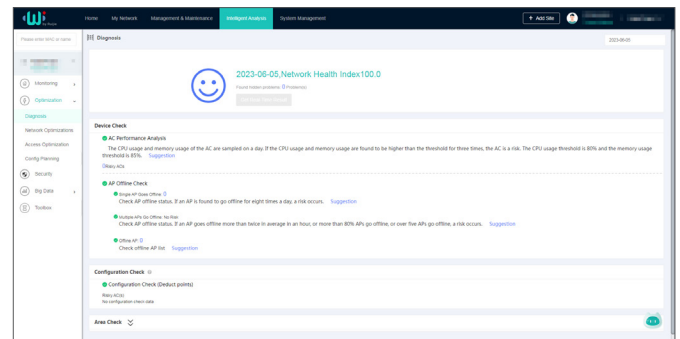 by Ruijie
Home
My Network
Management & Maintenance
Intelligent Analysis
System Management
+ Add Site
Please enter MAC or name
Diagnosis
2023-06-05
Monitoring
Optimization
Diagnosis
Network Optimizations
Access Optimization
Config Planning
Security
Big Data
Toolbox
2023-06-05,Network Health Index100.0
Found hidden problems: 0 Problem(s)
Device Check
AC Performance Analysis
The CPU usage and memory usage of the AC are sampled on a day. If the CPU usage and memory usage are found to be higher than the threshold for three times, the AC is a risk. The CPU usage threshold is 80% and the memory usage
threshold is 85%. Suggestion
0Risky ACs
AP Offline Check
Single AP Goes Offline: 0
Check AP offline status. If an AP is found to go offline for eight times a day, a risk occurs. Suggestion
Multiple APs Go Offline: No Risk
Check AP offline status. If an AP goes offline more than twice in average in an hour, or more than 80% APs go offline, or over five APs go offline, a risk occurs. Suggestion
Offline AP: 0
Check offline AP list: Suggestion
Configuration Check
Configuration Check (Deduct points)
Risky AC(s)
No configuration check data
Area Check